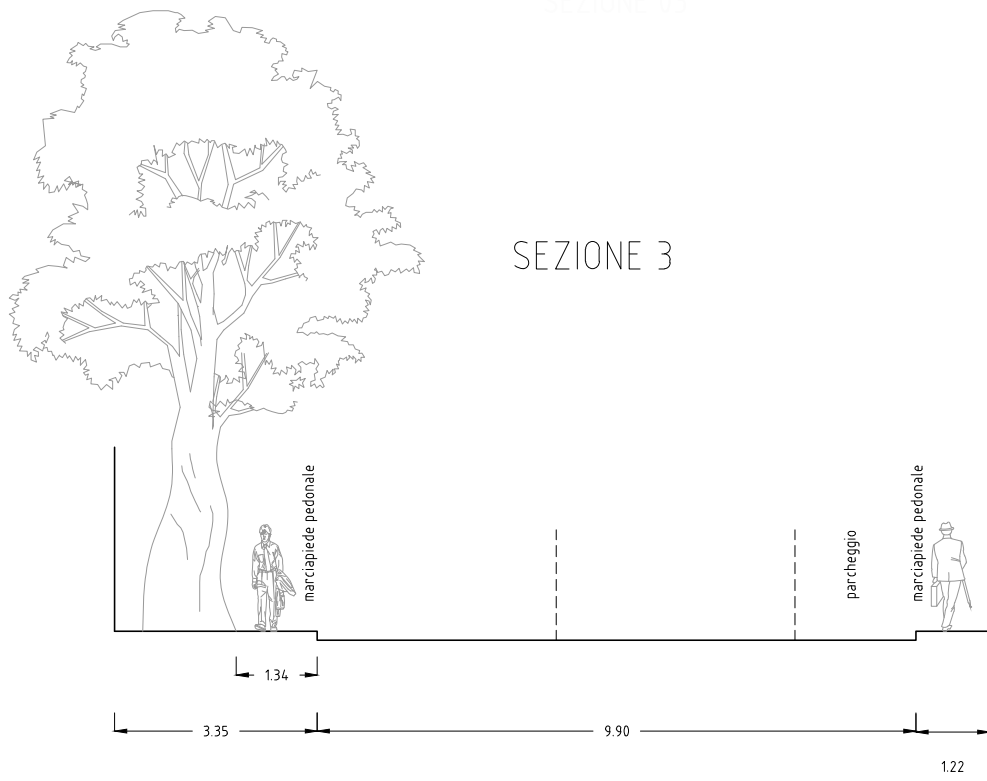 SEZIONE 3
marciapiede pedonale
parcheggio
marciapiede pedonale
1.34
3.35
9.90
1.22